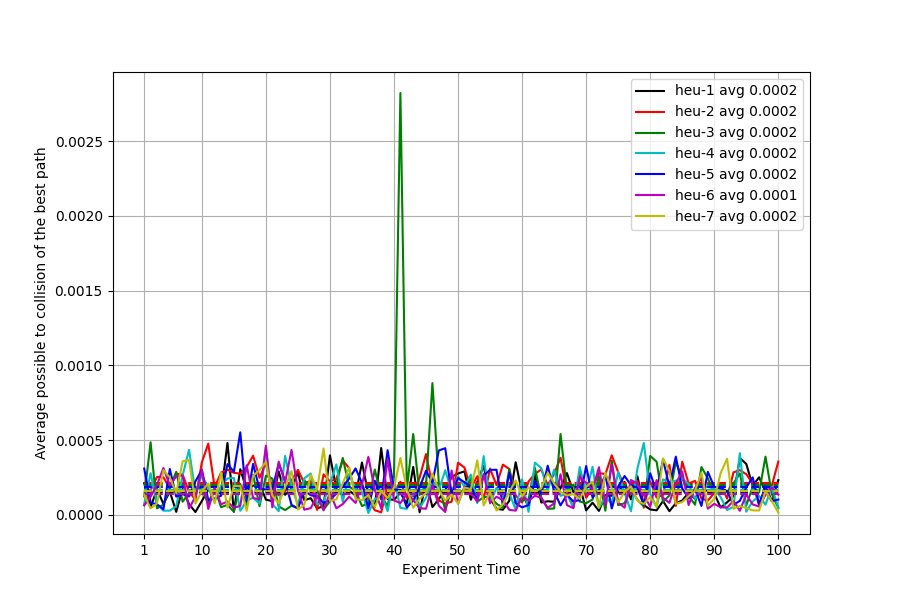 heu-1 avg 0.0002
heu-2 avg 0.0002
heu-3 avg 0.0002
heu-4 avg 0.0002
heu-5 avg 0.0002
heu-6 avg 0.0001
heu-7 avg 0.0002
Average possible to collision of the best path
0.0025
0.0020
0.0015
0.0010
0.0005
0.0000
1 10 20 30 40 50 60 70 80 90 100
Experiment Time